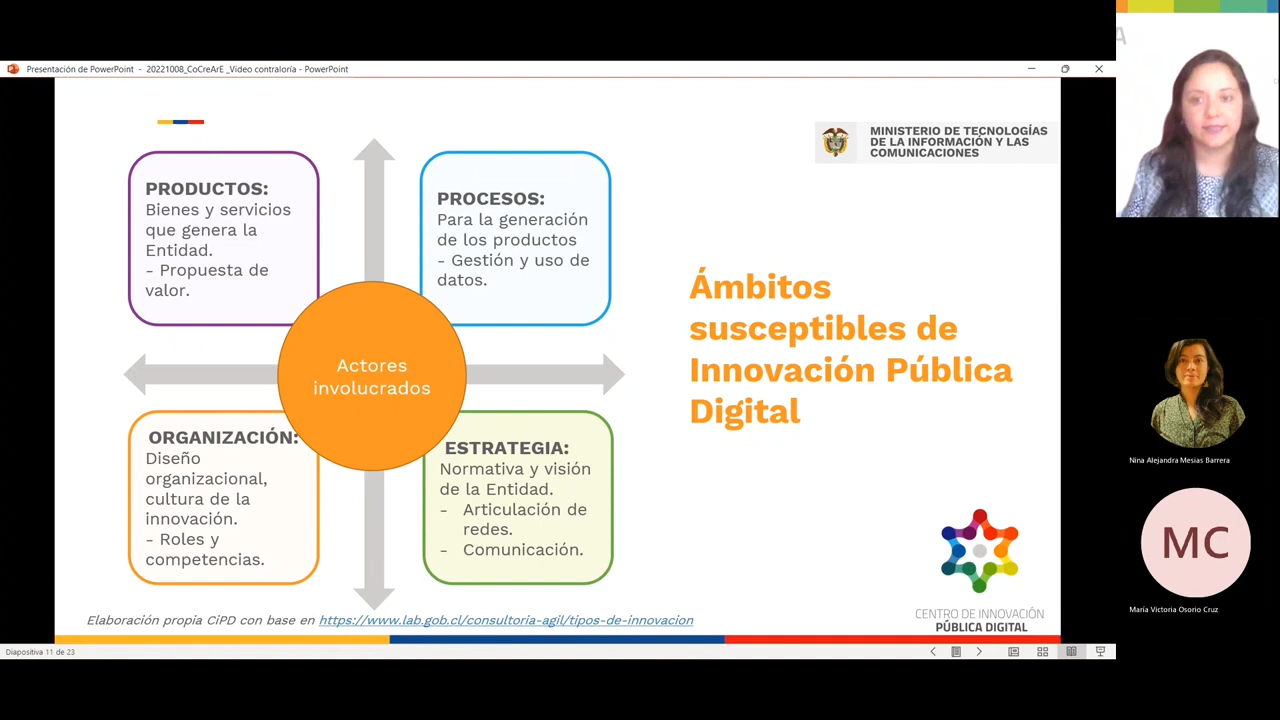 Presentación de PowerPoint - 20221008_CoCreArE _Video contraloría - PowerPoint
MINISTERIO DE TECNOLOGÍAS
DE LA INFORMACIÓN Y LAS
COMUNICACIONES
PRODUCTOS:
Bienes y servicios
que genera la
Entidad.
- Propuesta de
valor.
PROCESOS:
Para la generación
de los productos
- Gestión y uso de
datos.
Actores
involucrados
ORGANIZACIÓN:
Diseño
organizacional,
cultura de la
innovación.
- Roles y
competencias.
ESTRATEGIA:
Normativa y visión
de la Entidad.
- Articulación de
redes.
- Comunicación.
Ámbitos
susceptibles de
Innovación Pública
Digital
CENTRO DE INNOVACIÓN
PÚBLICA DIGITAL
Elaboración propia CiPD con base en https://www.lab.gob.cl/consultoria-agil/tipos-de-innovacion
Diapositiva 11 de 23
A
Nina Alejandra Mesias Barrera
MC
María Victoria Osorio Cruz